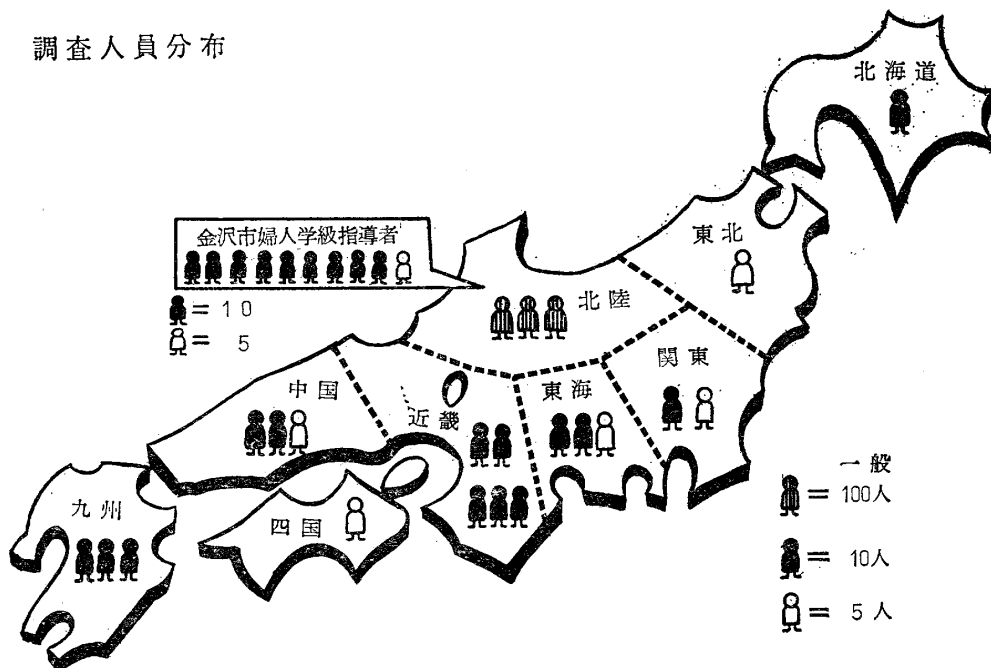 調査人員分布
北海道
東北
金沢市婦人学級指導者
= 10
= 5
北陸
関東
中国
近畿
東海
九州
四国
一般
= 100人
= 10人
= 5人